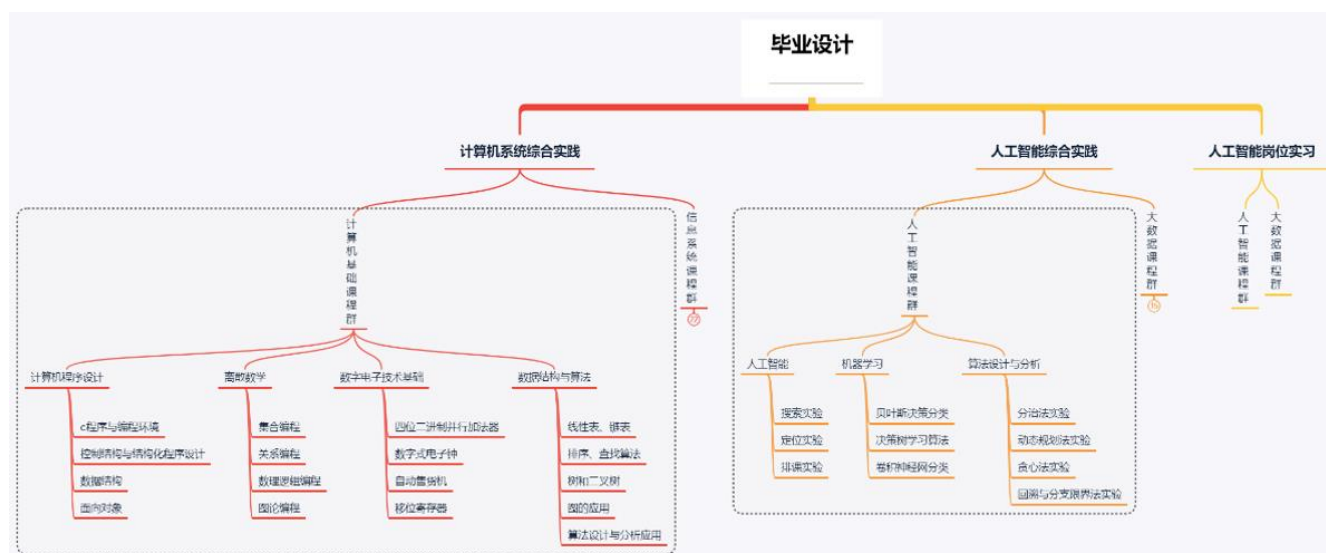 毕业设计
计算机系统综合实践
人工智能综合实践
人工智能岗位实习
计算机基础课程群
信息系统课程群
人工智能课程群
大数据课程群
人工智能课程群
大数据课程群
计算机程序设计
离散数学
数字电子技术基础
数据结构与算法
人工智能
机器学习
算法设计与分析
c程序与编程环境
控制结构与结构化程序设计
数据结构
面向对象
集合编程
关系编程
数理逻辑编程
图论编程
四位二进制并行加法器
数字式电子钟
自动售货机
移位寄存器
线性表、链表
排序、查找算法
树和二叉树
图的应用
算法设计与分析应用
搜索实验
定位实验
排课实验
贝叶斯决策分类
决策树学习算法
卷积神经网分类
分治法实验
动态规划法实验
贪心法实验
回溯与分支限界法实验